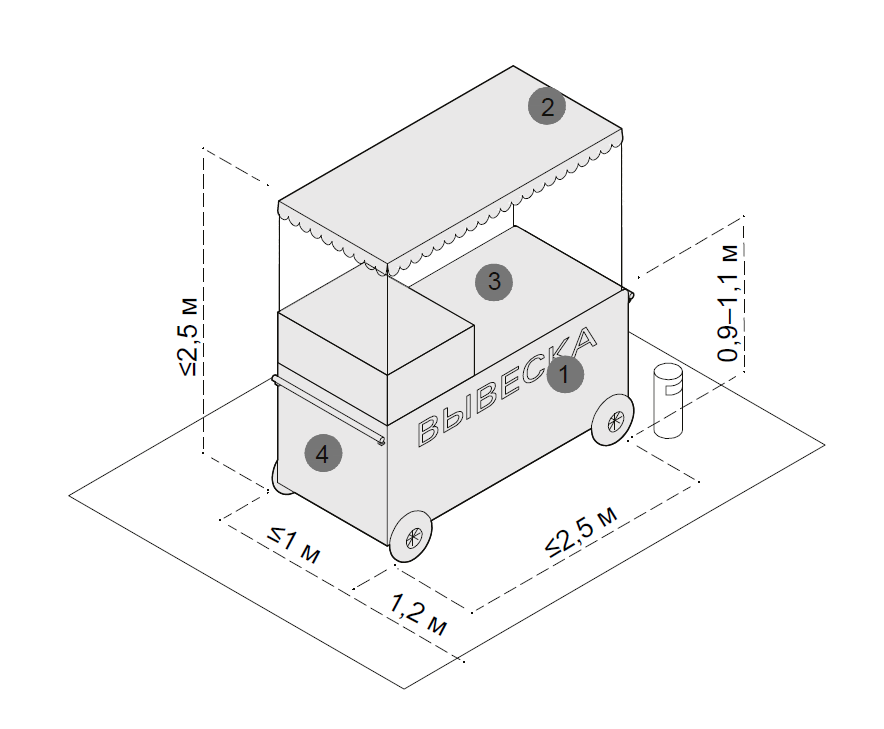 2
3
≤2,5 м
0,9–1,1 м
ВЫВЕСКА
1
4
≤1 м
≤2,5 м
1,2 м